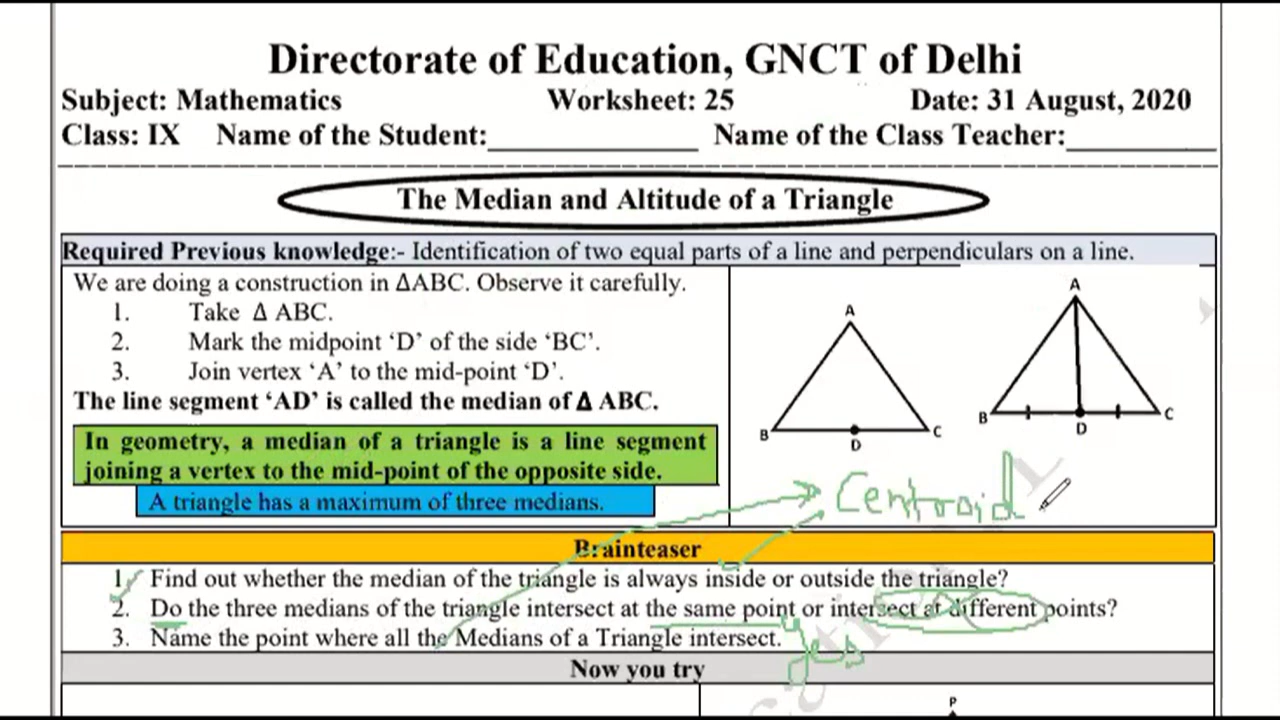 Directorate of Education, GNCT of Delhi
Subject: Mathematics Worksheet: 25 Date: 31 August, 2020
Class: IX Name of the Student:__________ Name of the Class Teacher:__________
The Median and Altitude of a Triangle
Required Previous knowledge:- Identification of two equal parts of a line and perpendiculars on a line.
We are doing a construction in ΔABC. Observe it carefully.
1. Take Δ ABC.
2. Mark the midpoint ‘D’ of the side ‘BC’.
3. Join vertex ‘A’ to the mid-point ‘D’.
The line segment ‘AD’ is called the median of Δ ABC.
In geometry, a median of a triangle is a line segment
joining a vertex to the mid-point of the opposite side.
A triangle has a maximum of three medians.
A
B D C
A
B D C
Centroid
Brainteaser
1. Find out whether the median of the triangle is always inside or outside the triangle?
2. Do the three medians of the triangle intersect at the same point or intersect at different points?
3. Name the point where all the Medians of a Triangle intersect.
yes
Now you try
P